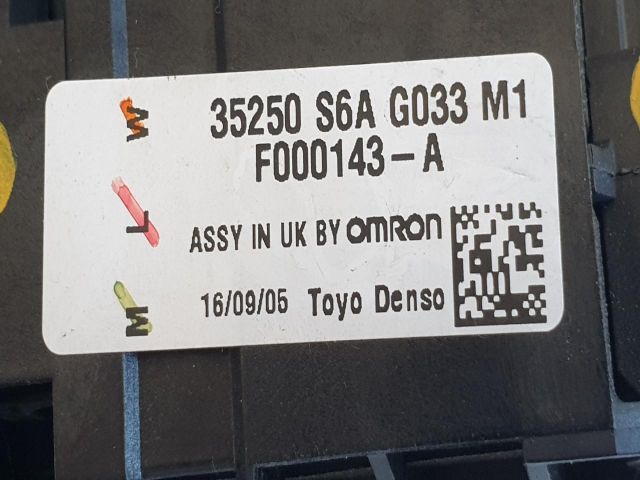 35250 S6A G033 M1
F000143-A
ASSY IN UK BY OMRON
16/09/05 Toyo Denso
W
L
M